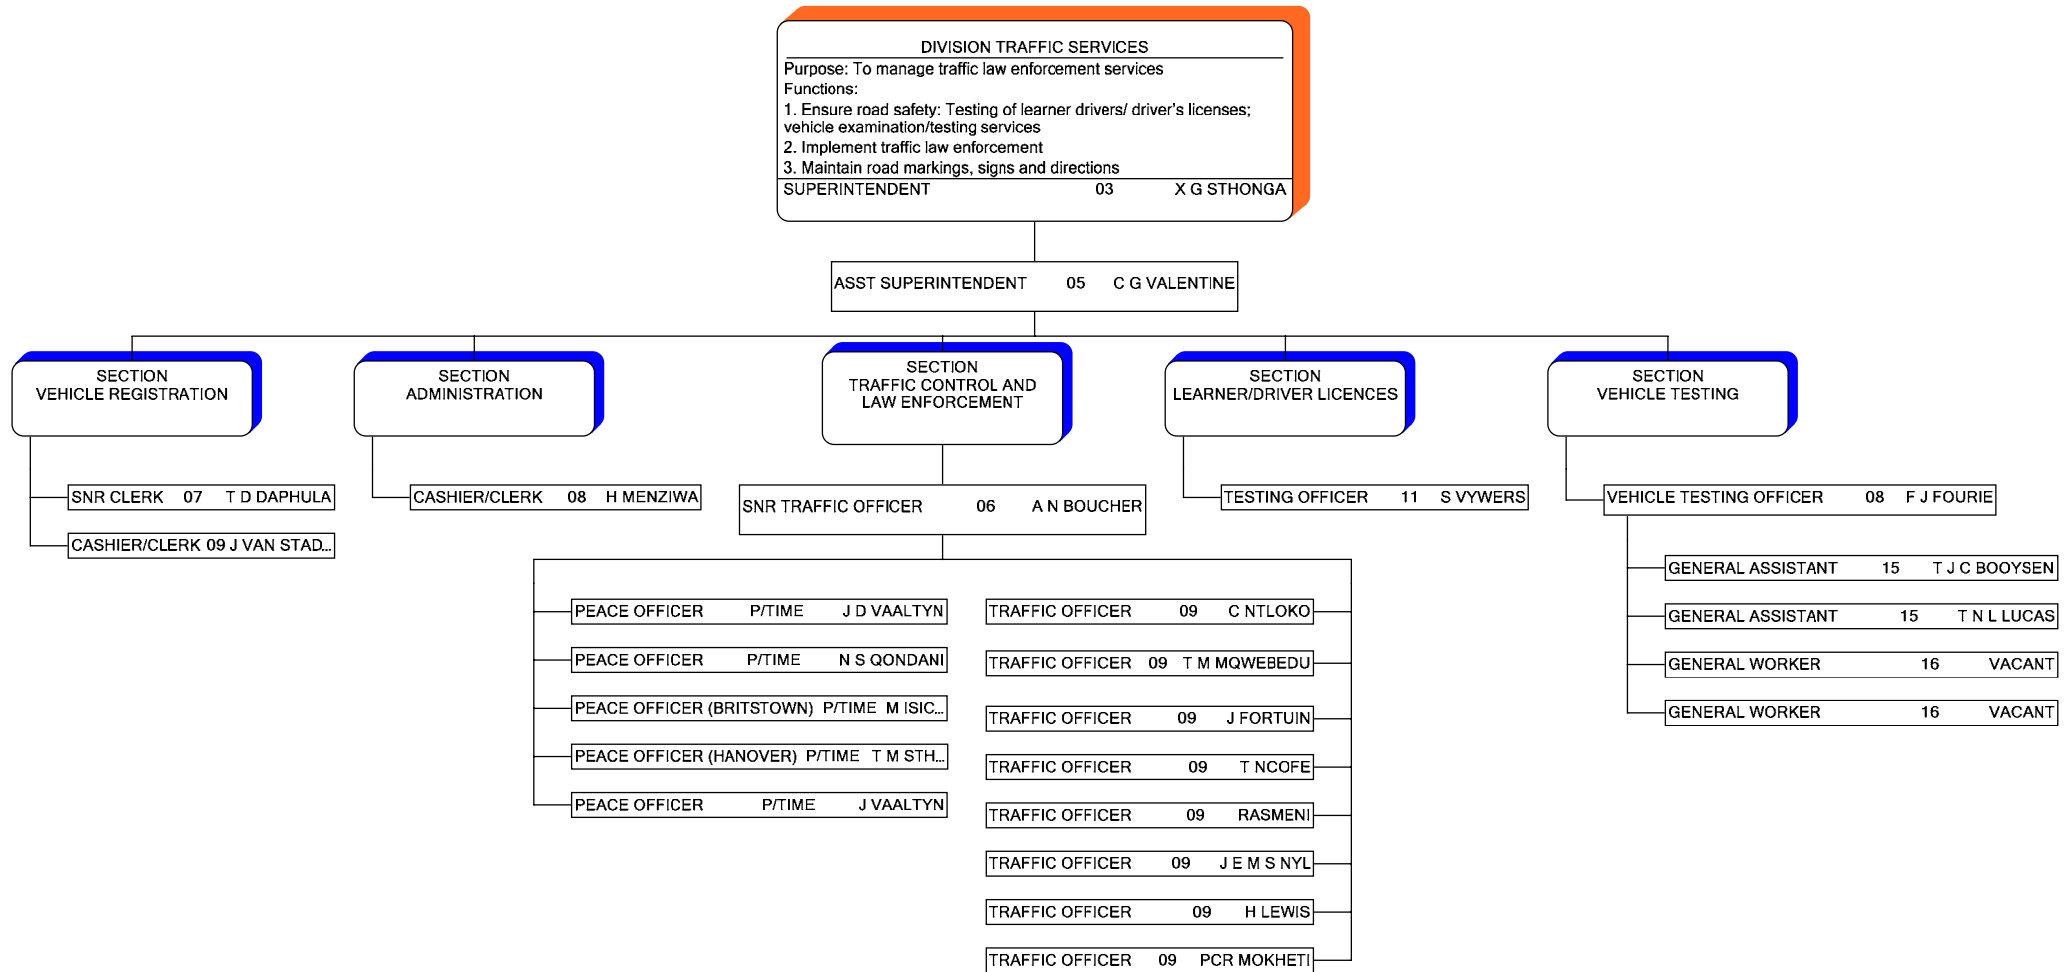 DIVISION TRAFFIC SERVICES
Purpose: To manage traffic law enforcement services
Functions:
1. Ensure road safety: Testing of learner drivers/ driver's licenses;
vehicle examination/testing services
2. Implement traffic law enforcement
3. Maintain road markings, signs and directions
SUPERINTENDENT 03 X G STHONGA
ASST SUPERINTENDENT 05 C G VALENTINE
SECTION
VEHICLE REGISTRATION
SNR CLERK 07 T D DAPHULA
CASHIER/CLERK 09 J VAN STAD...
SECTION
ADMINISTRATION
CASHIER/CLERK 08 H MENZIWA
SECTION
TRAFFIC CONTROL AND
LAW ENFORCEMENT
SNR TRAFFIC OFFICER 06 A N BOUCHER
PEACE OFFICER P/TIME J D VAALTYN
PEACE OFFICER P/TIME N S QONDANI
PEACE OFFICER (BRITSTOWN) P/TIME M ISIC...
PEACE OFFICER (HANOVER) P/TIME T M STH...
PEACE OFFICER P/TIME J VAALTYN
TRAFFIC OFFICER 09 C NTLOKO
TRAFFIC OFFICER 09 T M MQWEBEDU
TRAFFIC OFFICER 09 J FORTUIN
TRAFFIC OFFICER 09 T NCOFE
TRAFFIC OFFICER 09 RASMENI
TRAFFIC OFFICER 09 J E M S NYL
TRAFFIC OFFICER 09 H LEWIS
TRAFFIC OFFICER 09 PCR MOKHETI
SECTION
LEARNER/DRIVER LICENCES
TESTING OFFICER 11 S VYWERS
SECTION
VEHICLE TESTING
VEHICLE TESTING OFFICER 08 F J FOURIE
GENERAL ASSISTANT 15 T J C BOOYSEN
GENERAL ASSISTANT 15 T N L LUCAS
GENERAL WORKER 16 VACANT
GENERAL WORKER 16 VACANT